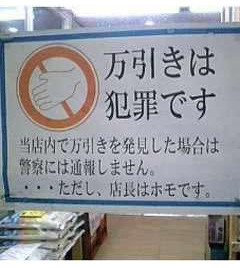 万引きは
犯罪です
当店内で万引きを発見した場合は
警察には通報しません。
・・・ただし、店長はホモです。